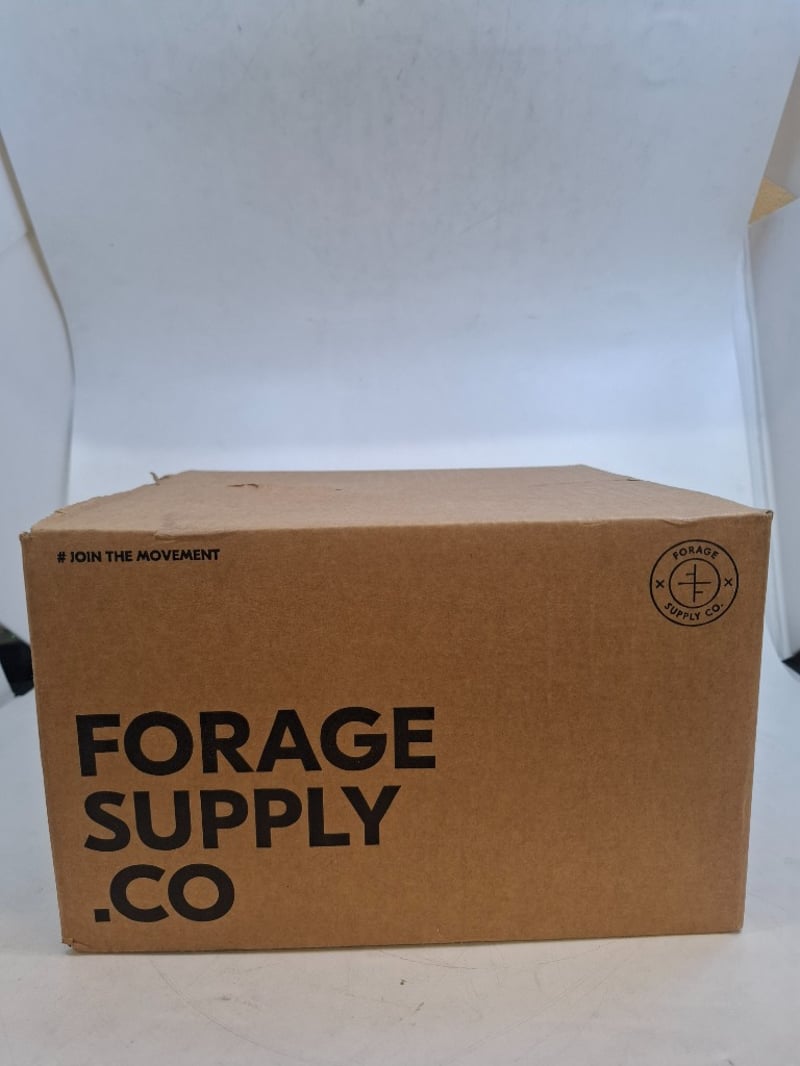 # JOIN THE MOVEMENT
FORAGE
SUPPLY CO.
X X
FORAGE
SUPPLY
.CO